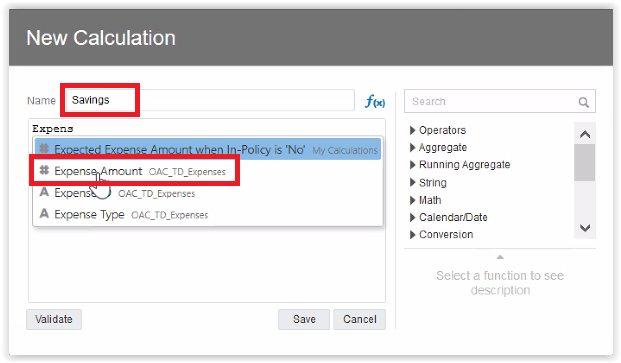 New Calculation
Name Savings f(x) Search
Expens
Expected Expense Amount when In-Policy is 'No' My Calculations
Expense Amount OAC_TD_Expenses
Expense OAC_TD_Expenses
Expense Type OAC_TD_Expenses
Operators
Aggregate
Running Aggregate
String
Math
Calendar/Date
Conversion
Select a function to see
description
Validate Save Cancel